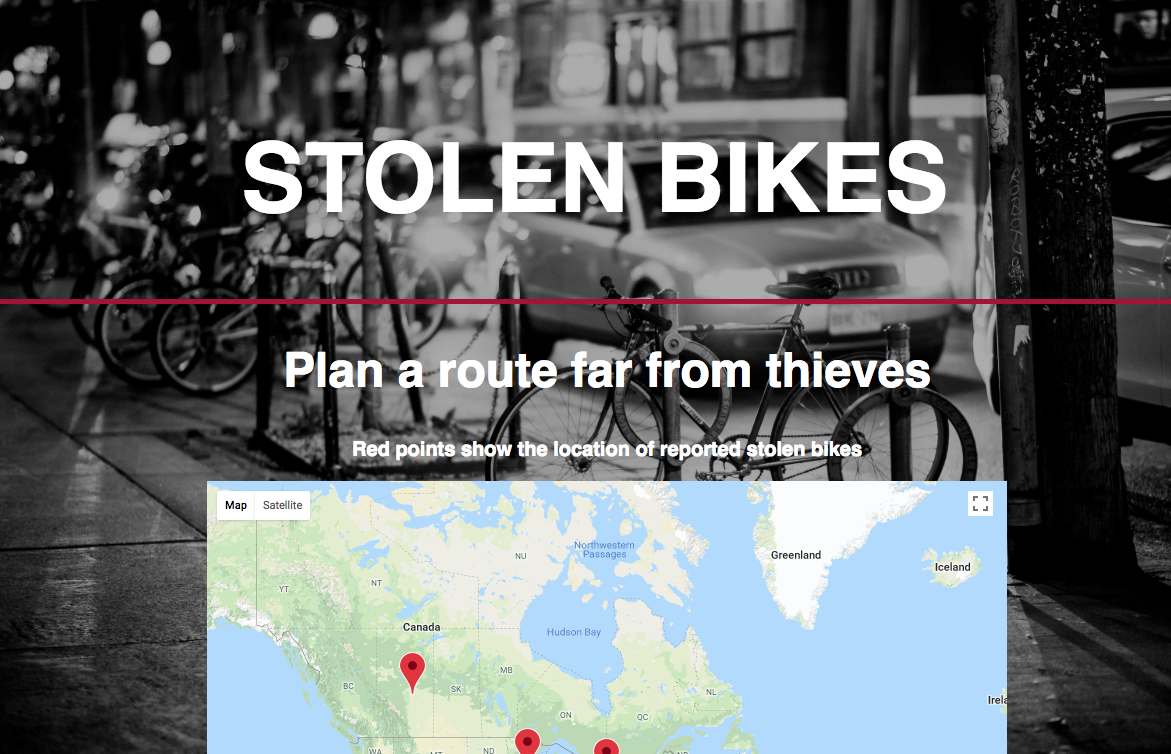 STOLEN BIKES
Plan a route far from thieves
Red points show the location of reported stolen bikes
Map Satellite
Northwestern
Passages
Greenland
NU
Iceland
NT
YT
Canada
Hudson Bay
MB
BC
SK
NL
ON
QC
WA
MT
ND